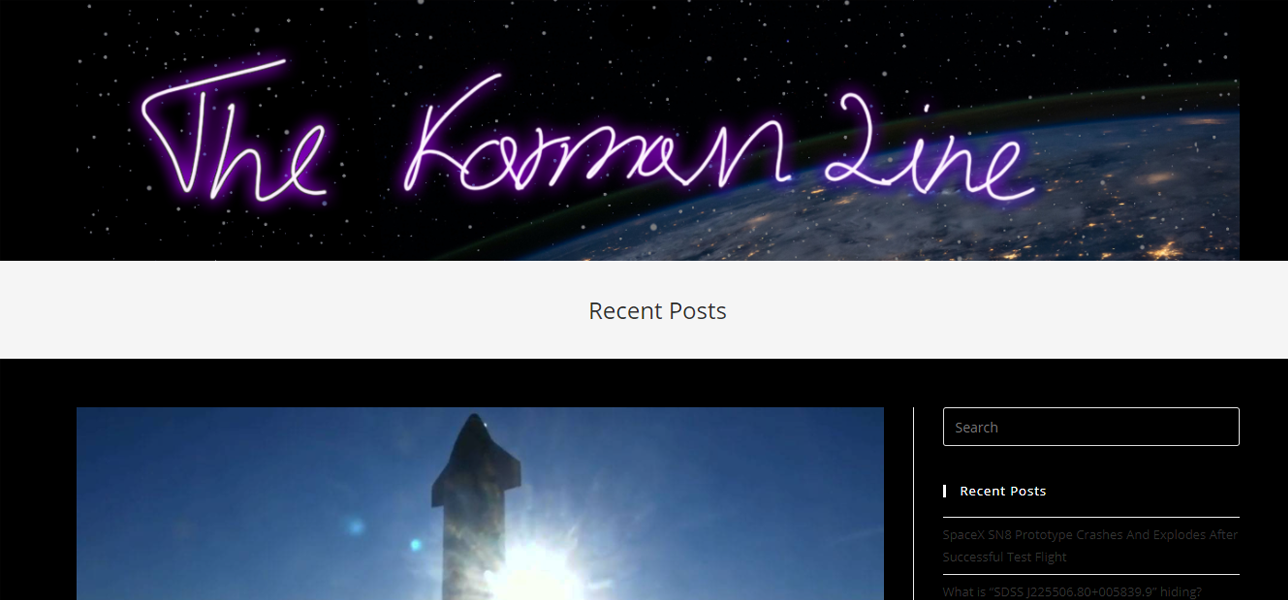 The Karman Line
Recent Posts
Search
Recent Posts
SpaceX SN8 Prototype Crashes And Explodes After
Successful Test Flight
What is “SDSS J225506.80+005839.9” hiding?